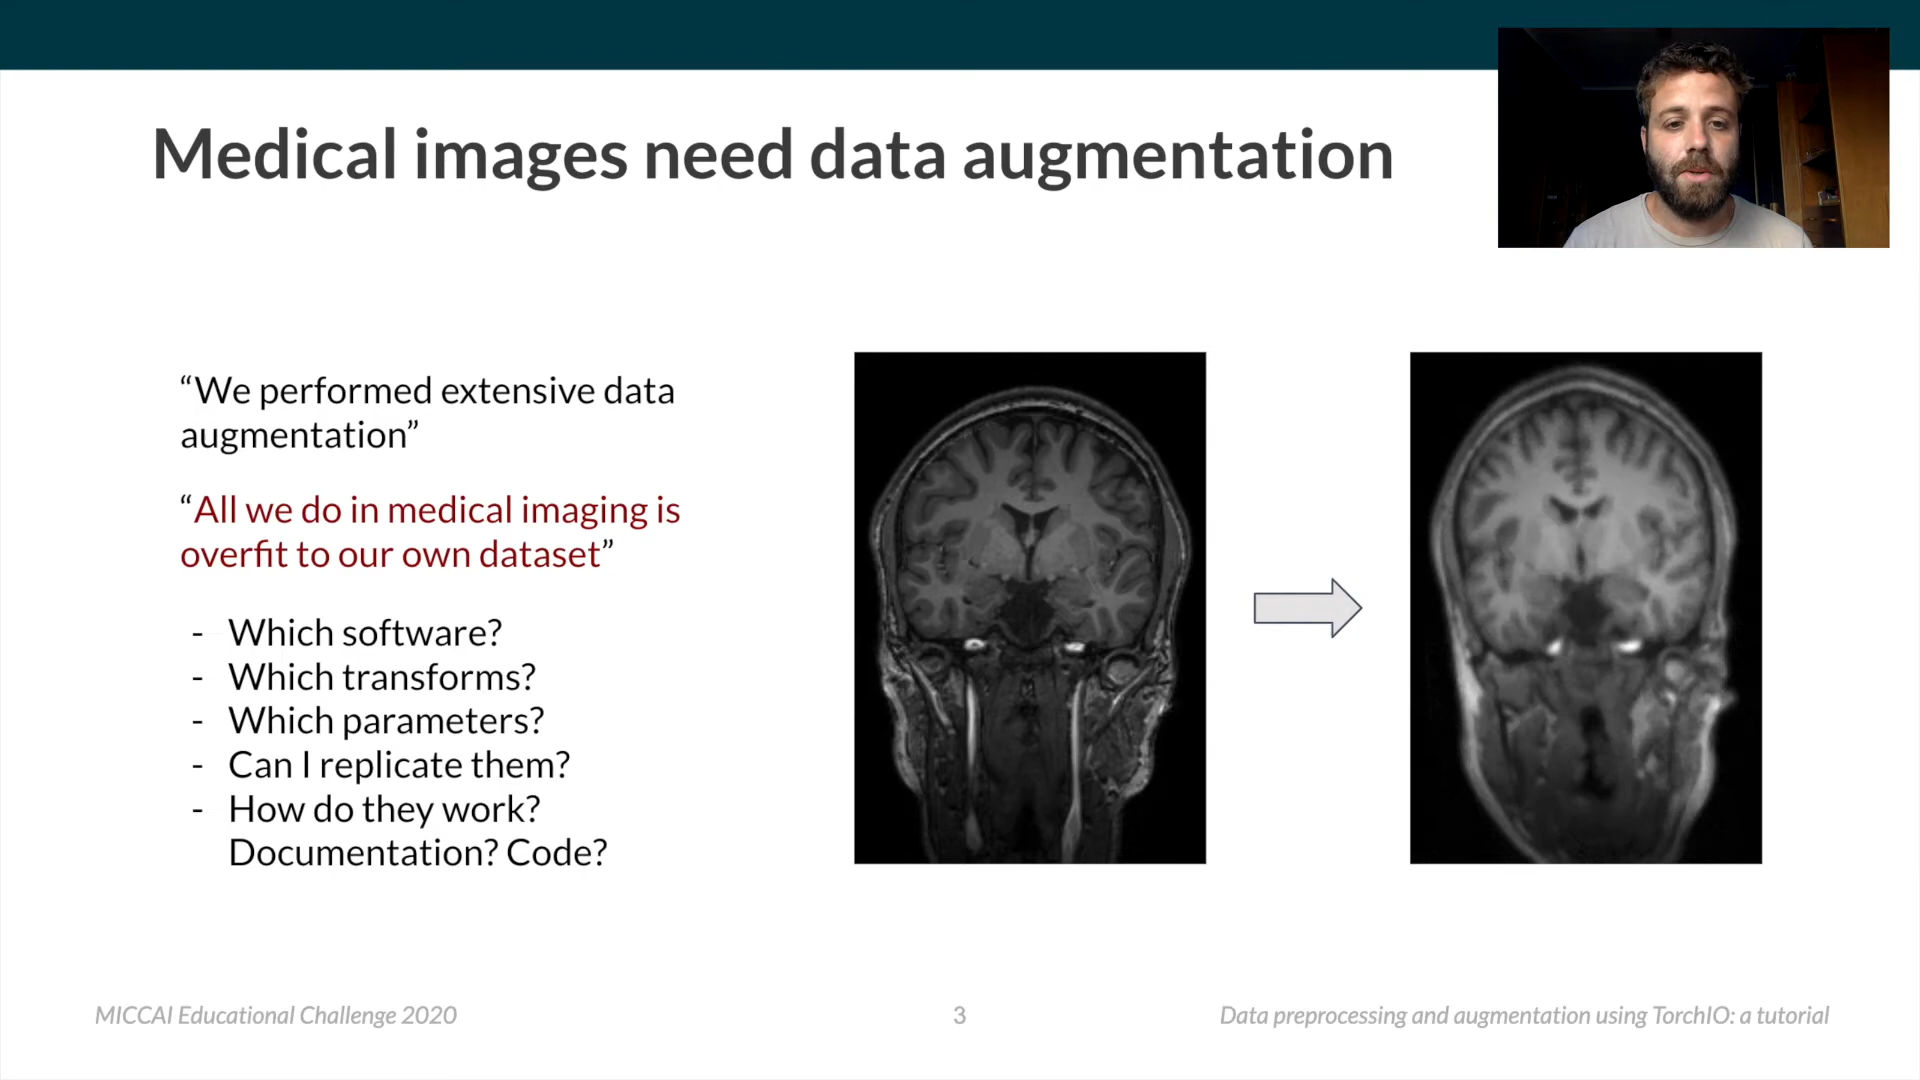 Medical images need data augmentation
“We performed extensive data
augmentation”
“All we do in medical imaging is
overfit to our own dataset”
- Which software?
- Which transforms?
- Which parameters?
- Can I replicate them?
- How do they work?
Documentation? Code?
MICCAI Educational Challenge 2020
3
Data preprocessing and augmentation using TorchIO: a tutorial